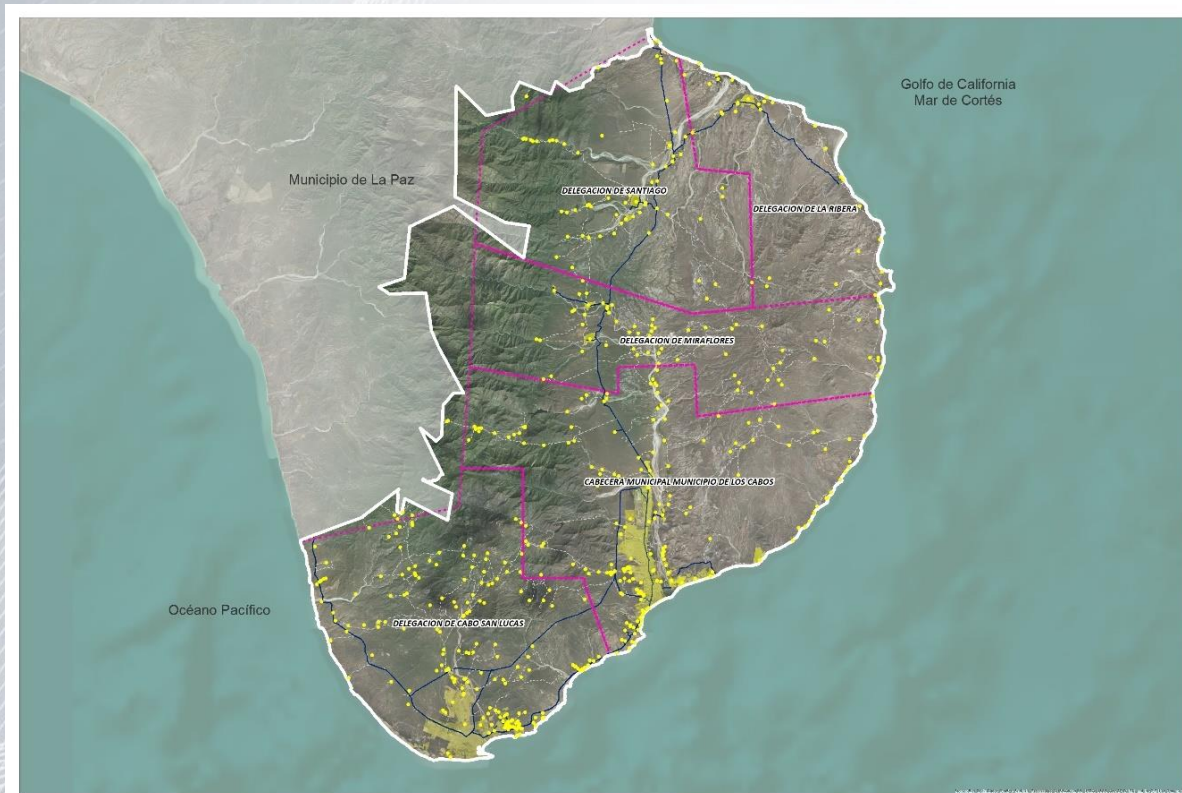 Golfo de California
Mar de Cortés
Municipio de La Paz
DELEGACION DE SANTIAGO
DELEGACION DE LA RIBERA
DELEGACION DE MIRAFLORES
CABECERA MUNICIPAL MUNICIPIO DE LOS CABOS
Océano Pacífico
DELEGACION DE CABO SAN LUCAS